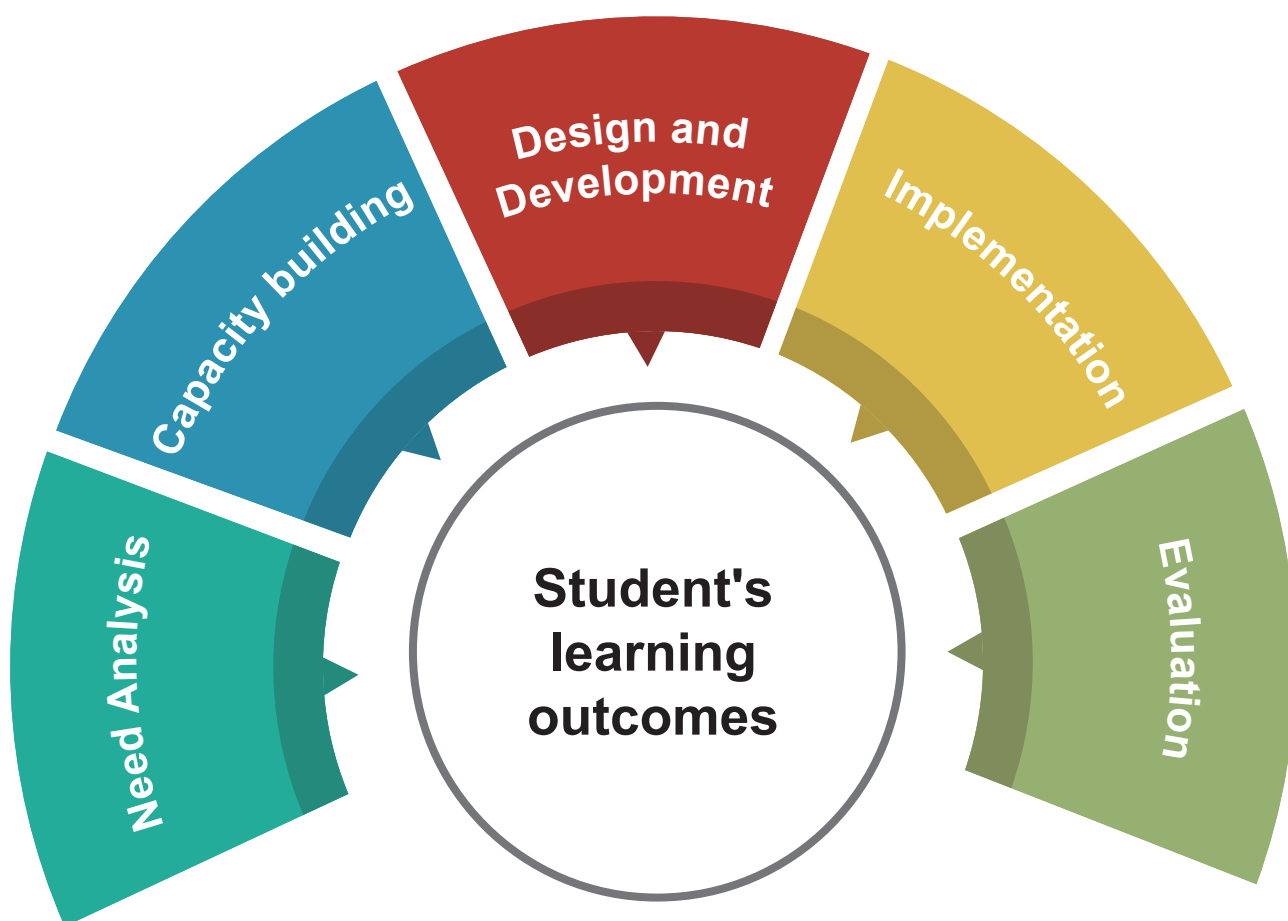 Need Analysis
Capacity building
Design and
Development
Implementation
Evaluation
Student's
learning
outcomes